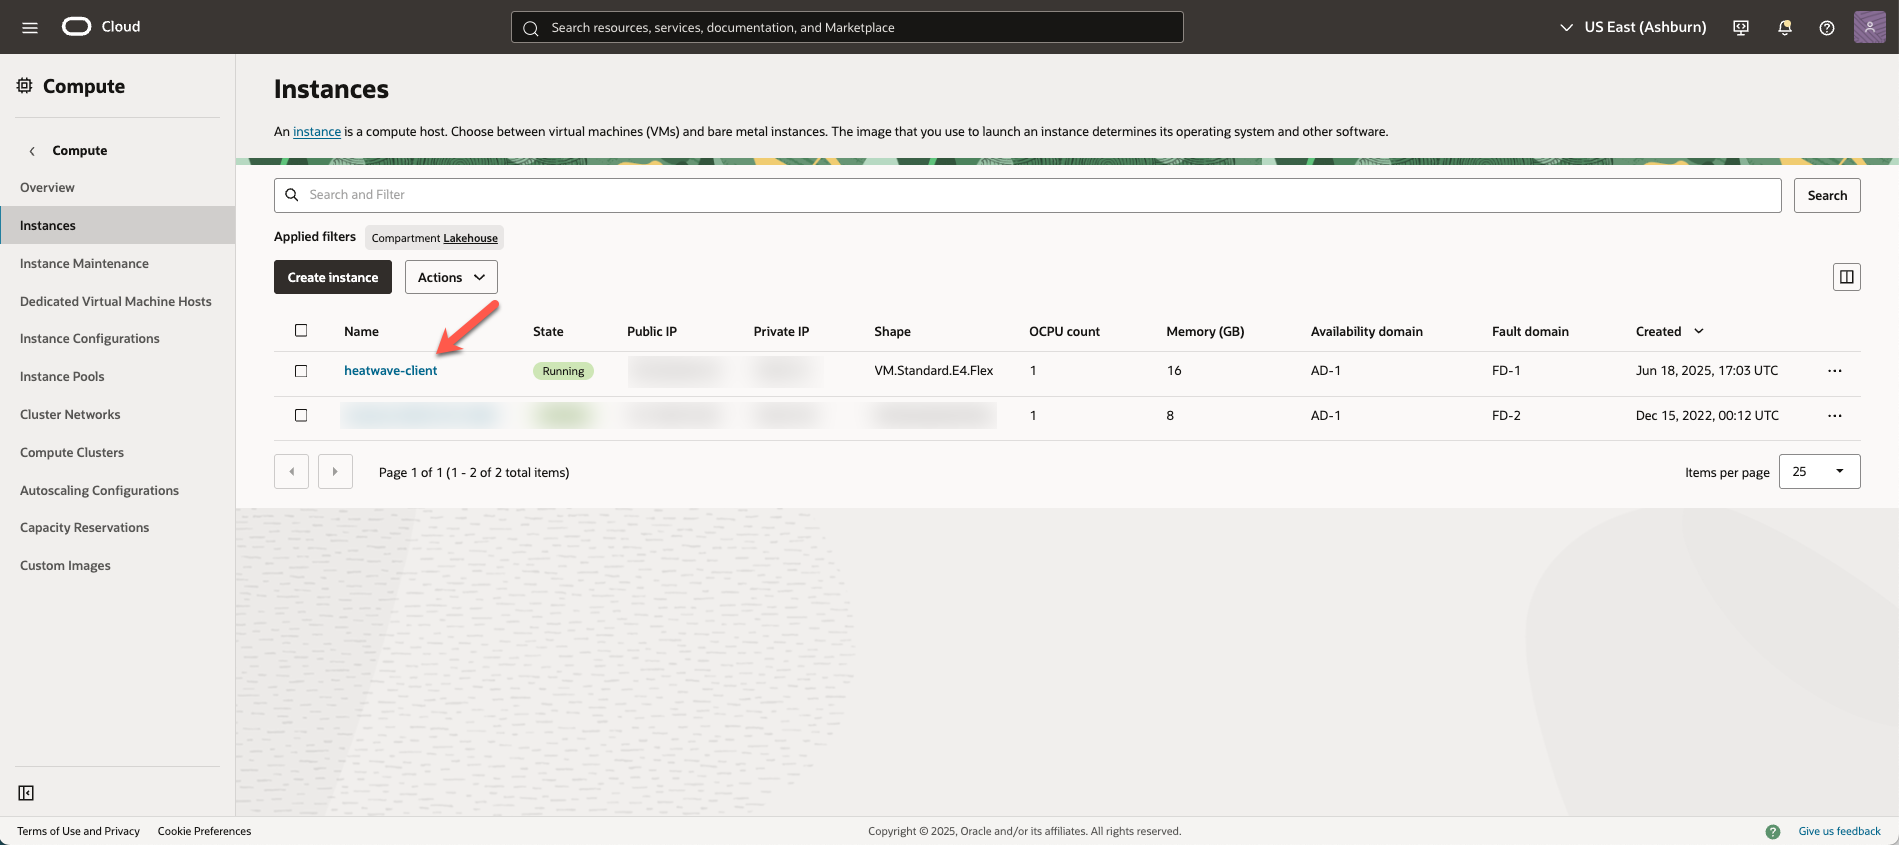 Cloud
Search resources, services, documentation, and Marketplace
US East (Ashburn)
Compute
Compute
Overview
Instances
Instance Maintenance
Dedicated Virtual Machine Hosts
Instance Configurations
Instance Pools
Cluster Networks
Compute Clusters
Autoscaling Configurations
Capacity Reservations
Custom Images
Instances
An instance is a compute host. Choose between virtual machines (VMs) and bare metal instances. The image that you use to launch an instance determines its operating system and other software.
Search and Filter
Search
Applied filters Compartment Lakehouse
Create instance Actions
Name State Public IP Private IP Shape OCPU count Memory (GB) Availability domain Fault domain Created
heatwave-client Running VM.Standard.E4.Flex 1 16 AD-1 FD-1 Jun 18, 2025, 17:03 UTC ...
1 8 AD-1 FD-2 Dec 15, 2022, 00:12 UTC ...
Page 1 of 1 (1 - 2 of 2 total items) Items per page 25
Terms of Use and Privacy Cookie Preferences Copyright © 2025, Oracle and/or its affiliates. All rights reserved. ? Give us feedback